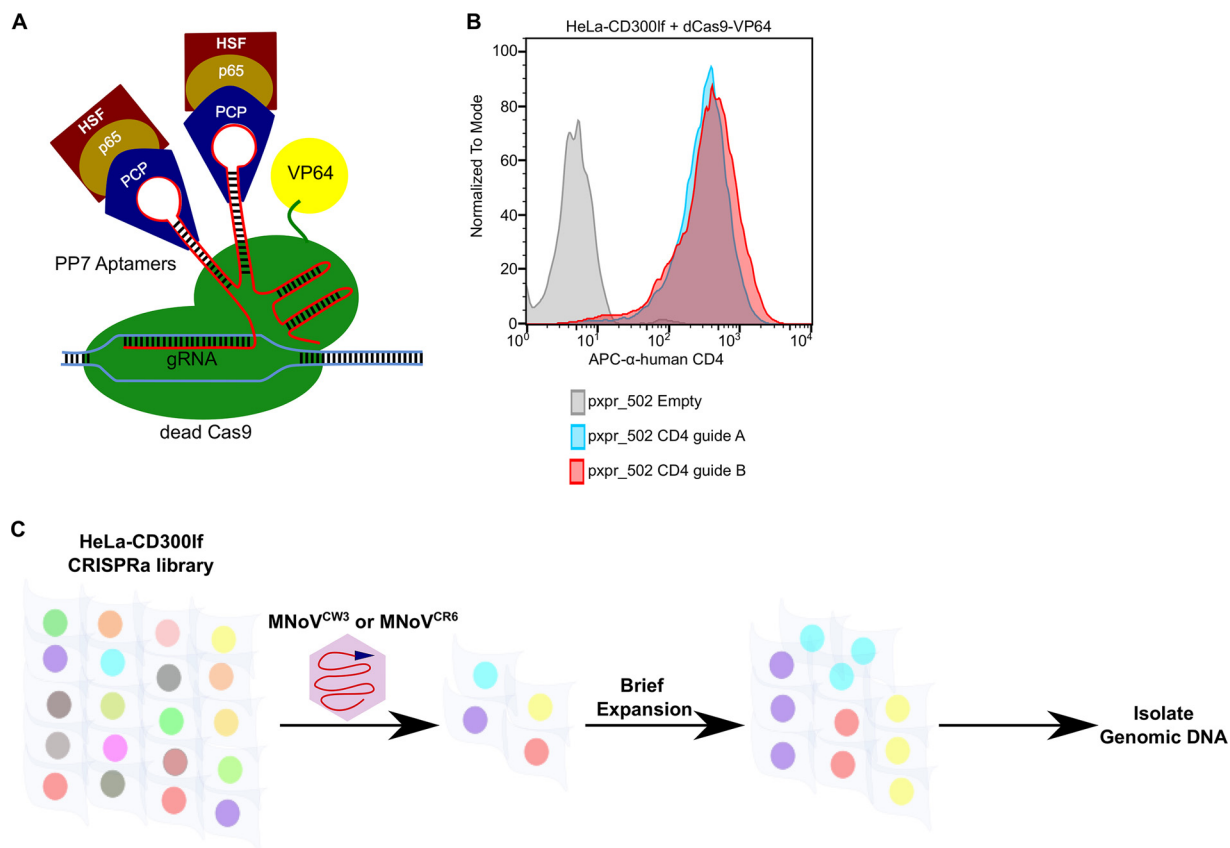 A
HSF
p65
PCP
HSF
p65
PCP
VP64
PP7 Aptamers
gRNA
dead Cas9
B
HeLa-CD300lf + dCas9-VP64
Normalized To Mode
100
80
60
40
20
0
10⁰
10¹
10²
10³
10⁴
APC-α-human CD4
pxpr_502 Empty
pxpr_502 CD4 guide A
pxpr_502 CD4 guide B
C
HeLa-CD300lf
CRISPRa library
MNoV^CW3 or MNoV^CR6
Brief
Expansion
Isolate
Genomic DNA